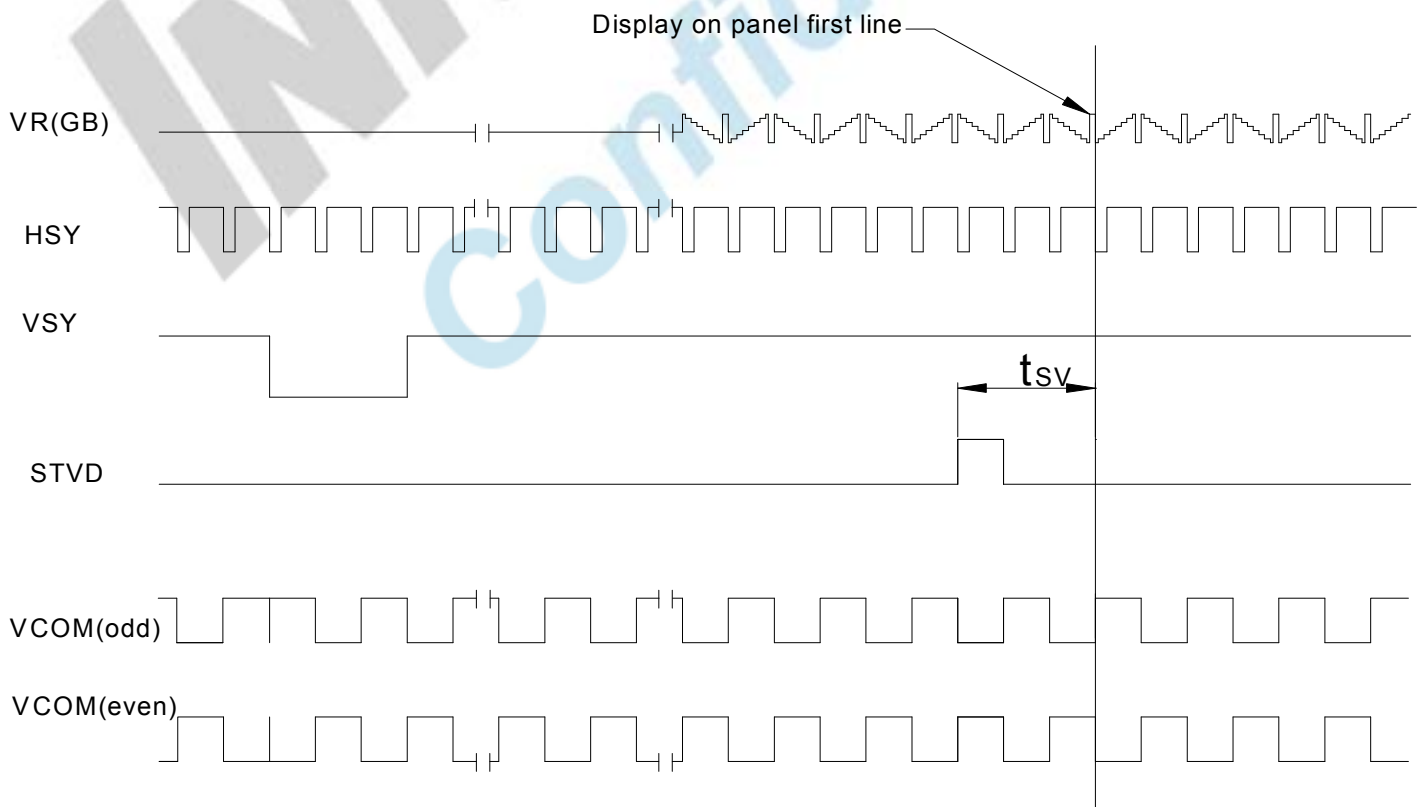 Display on panel first line
VR(GB)
HSY
VSY
tSV
STVD
VCOM(odd)
VCOM(even)